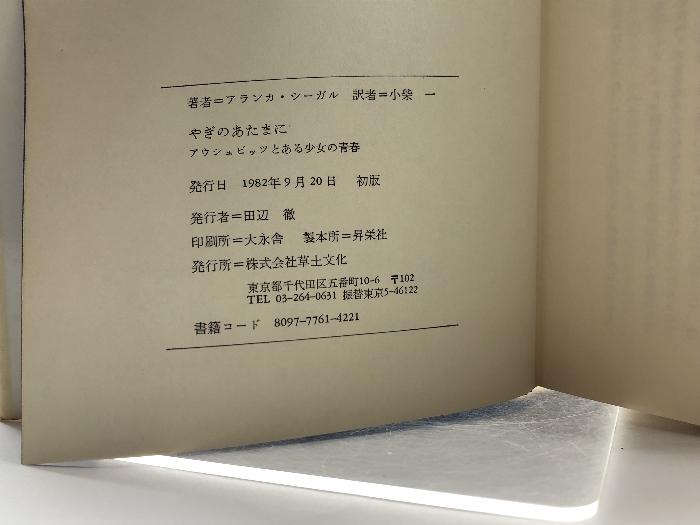 著者＝アランカ・シーガル　訳者＝小柴　一
やぎのあたまに
アウシュビッツとある少女の青春
発行日　1982年9月20日　初版
発行者＝田辺　徹
印刷所＝大永舎　製本所＝昇栄社
発行所＝株式会社草土文化
東京都千代田区五番町10-6　〒102
TEL 03-264-0631 振替東京5-46122
書籍コード　8097-7761-4221